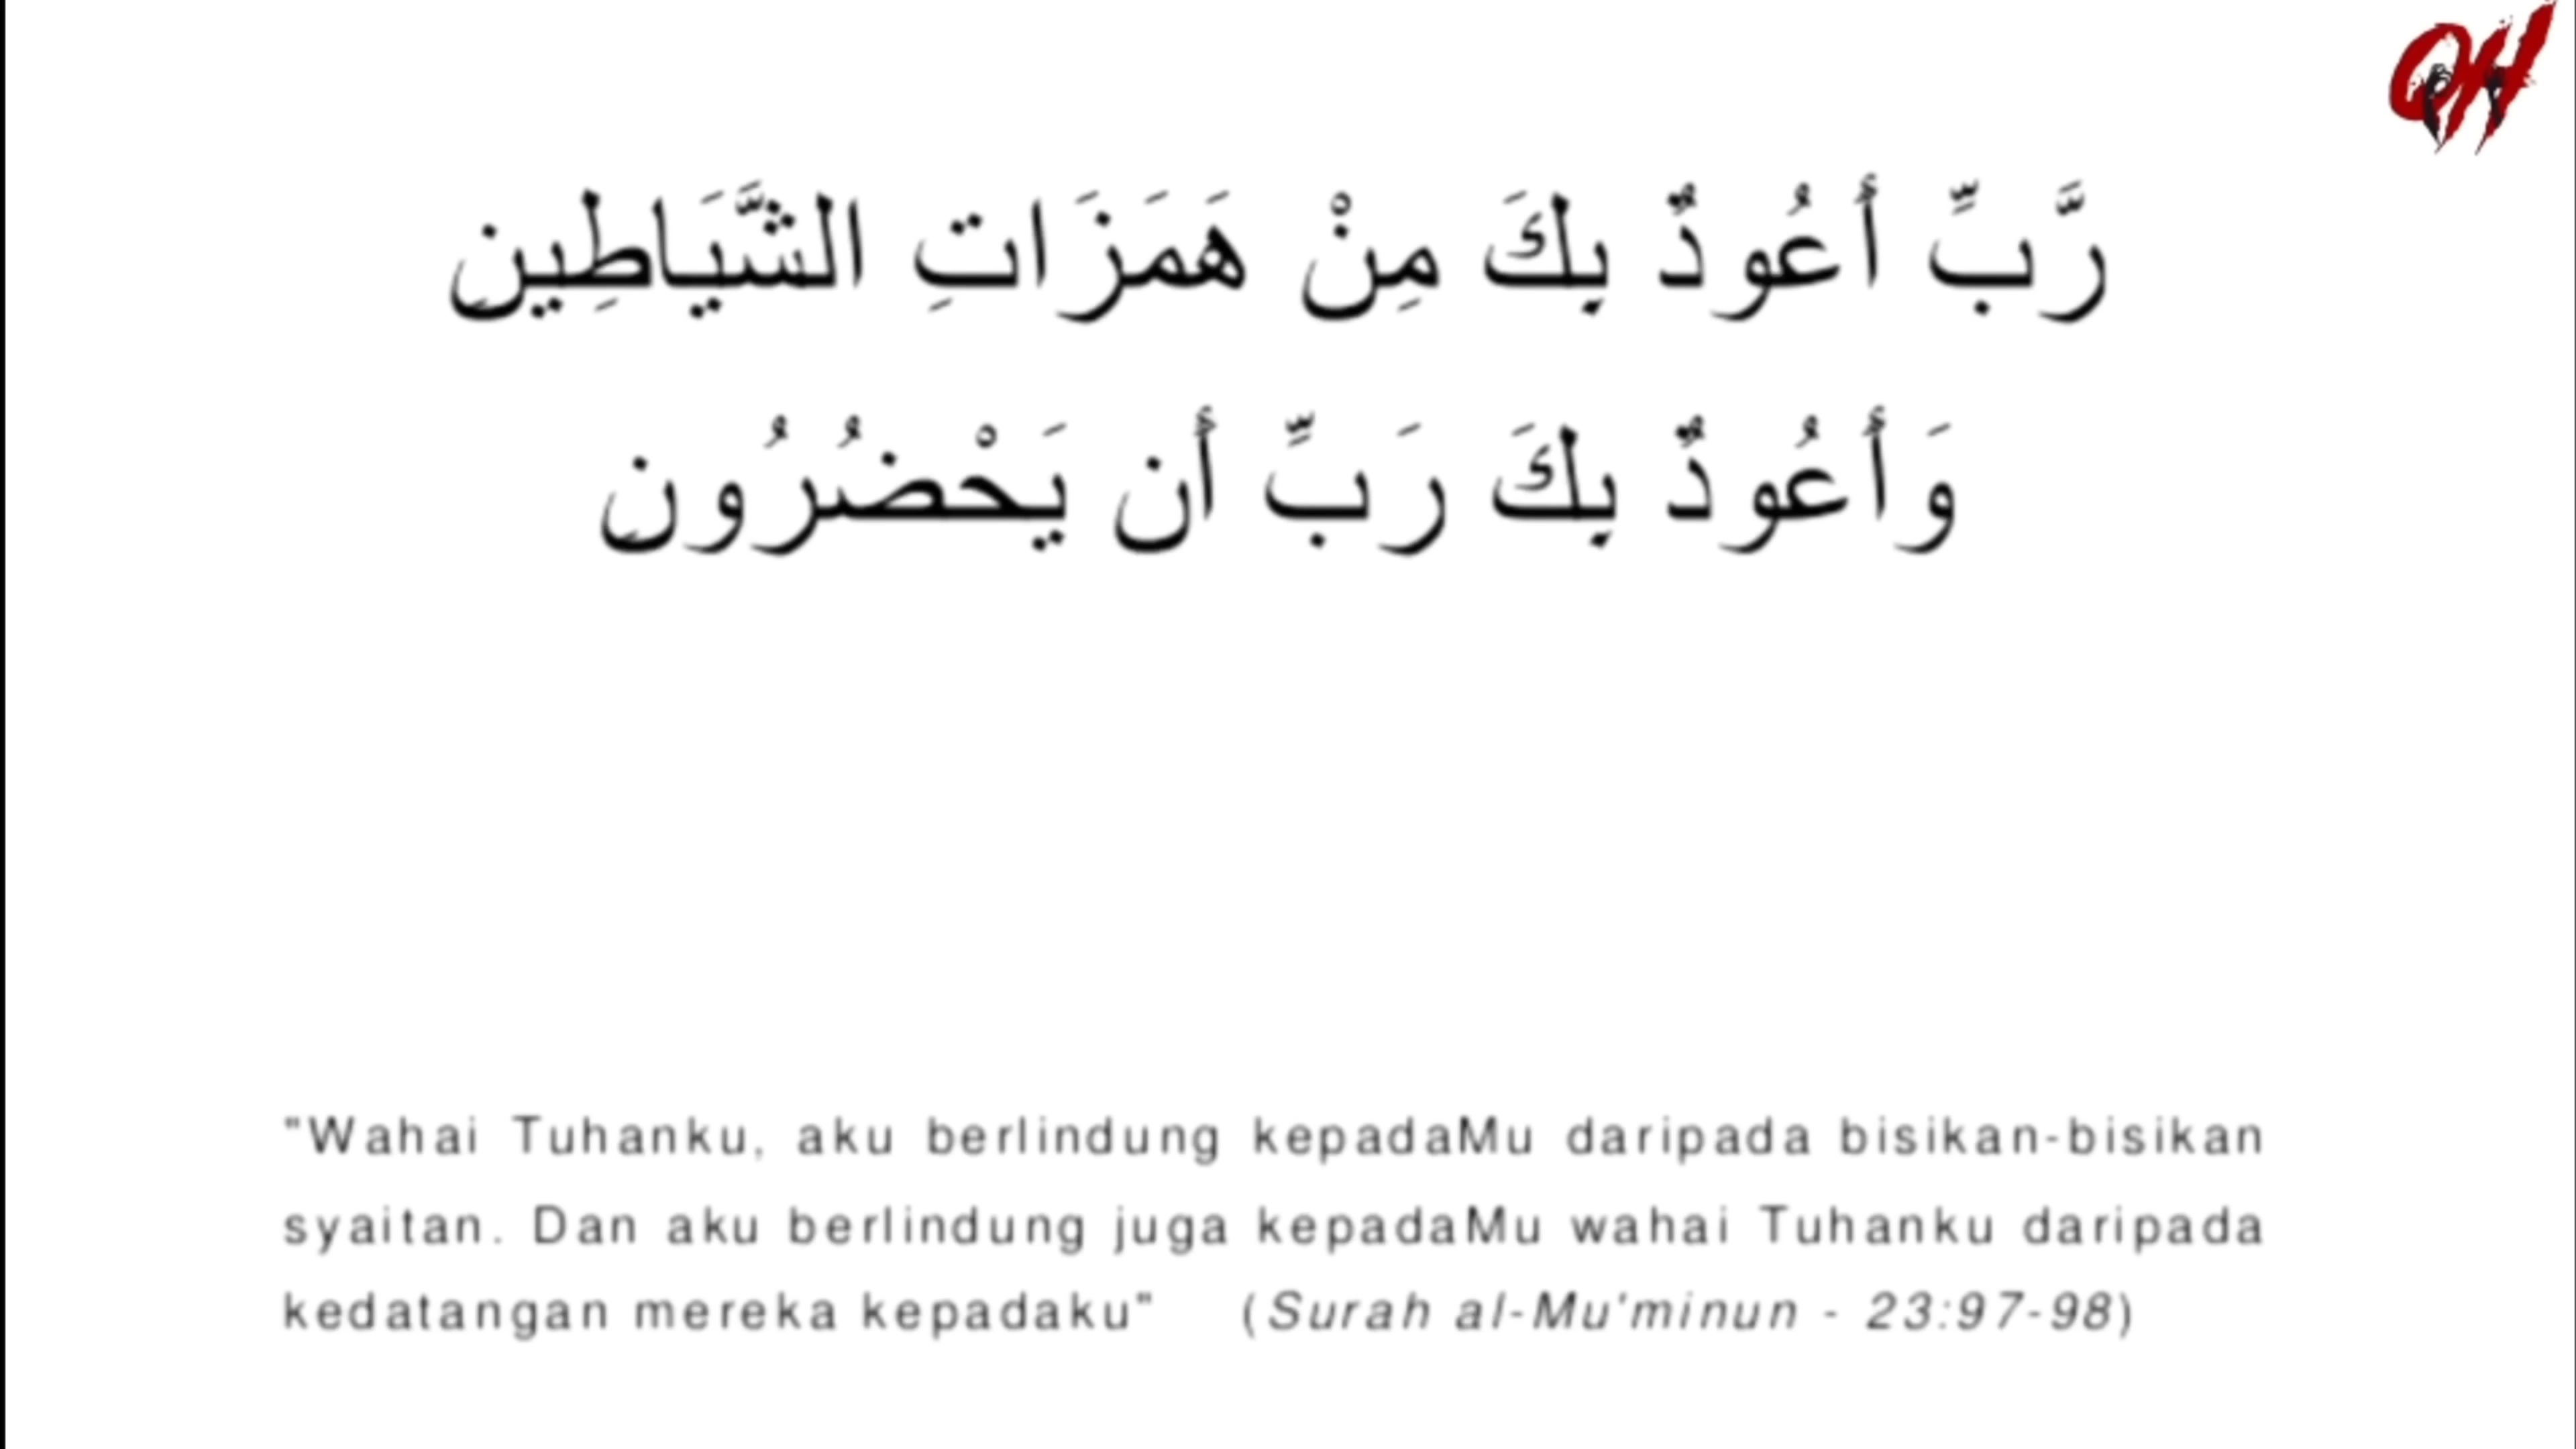 OH
رَّبِّ أَعُوذٌ بِكَ مِنْ هَمَزَاتِ الشَّيَاطِينِ
وَأَعُوذٌ بِكَ رَبِّ أَن يَحْضُرُونِ
"Wahai Tuhanku, aku berlindung kepadaMu daripada bisikan-bisikan
syaitan. Dan aku berlindung juga kepadaMu wahai Tuhanku daripada
kedatangan mereka kepadaku" (Surah al-Mu'minun - 23:97-98)